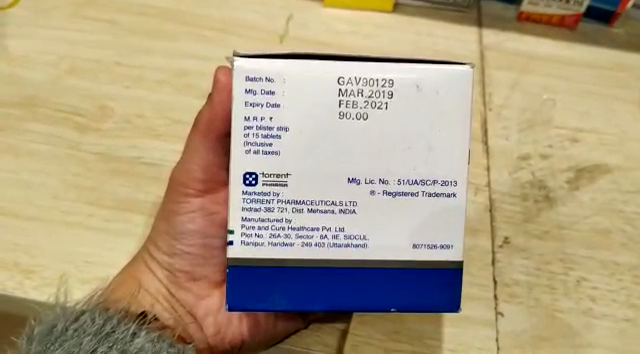 Batch No. : GAV90129
Mfg. Date : MAR.2019
Expiry Date : FEB.2021
M. R. P. ₹ 90.00
per blister strip
of 15 tablets
(Inclusive
of all taxes)
torrent
PHARMA
Mfg. Lic. No. : 51/UA/SC/P-2013
® - Registered Trademark
Marketed by :
TORRENT PHARMACEUTICALS LTD.
Indrad-382 721, Dist. Mehsana, INDIA.
Manufactured by :
Pure and Cure Healthcare Pvt. Ltd.
Plot No.: 26A-30, Sector - 8A, IIE, SIDCUL,
Ranipur, Haridwar - 249 403 (Uttarakhand).
8071526-9091
FREE